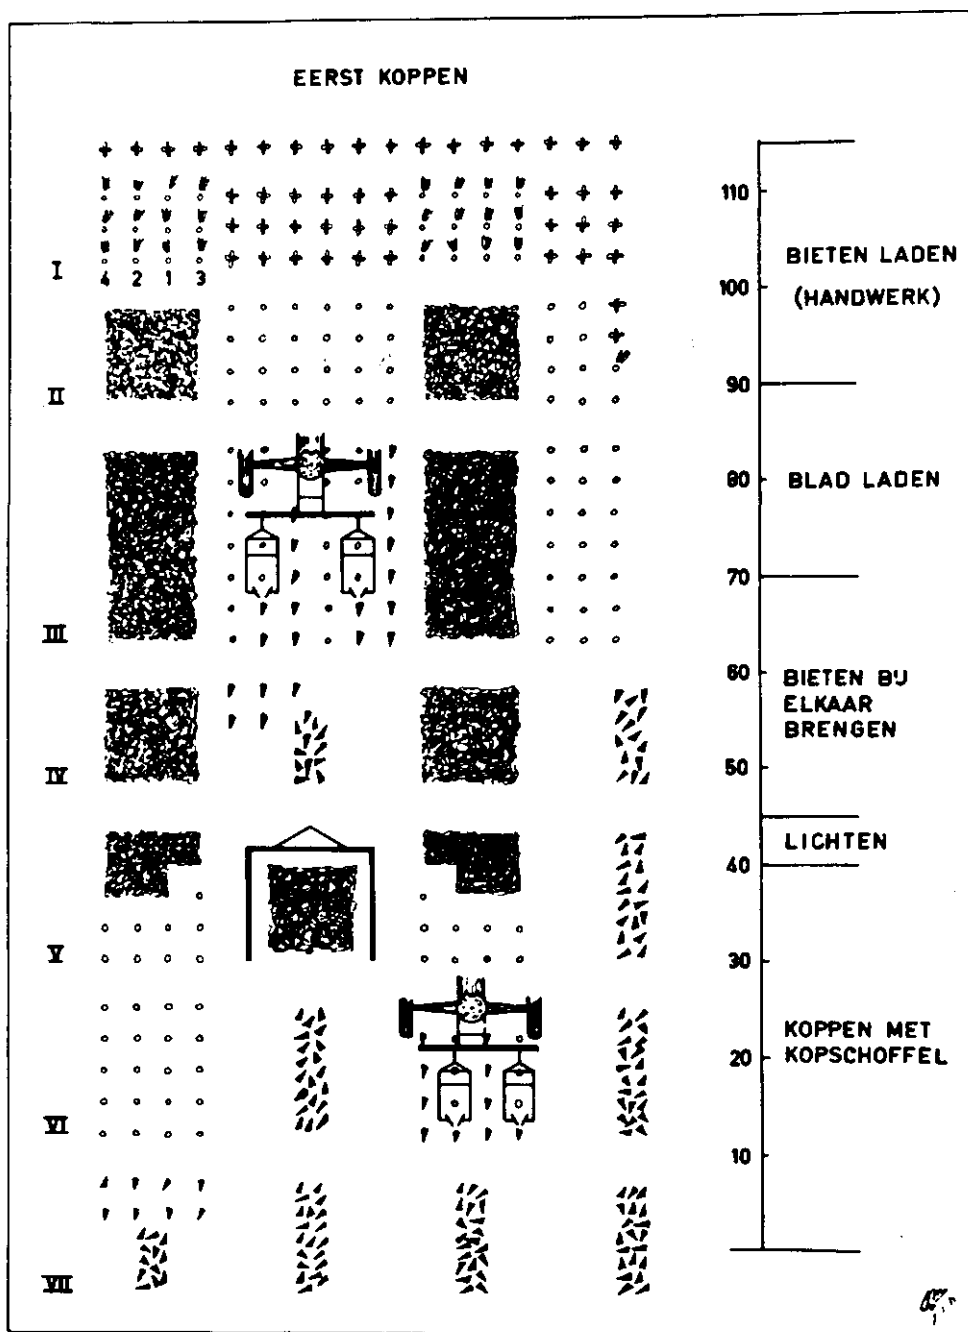 EERST KOPPEN
I
4 2 1 3
II
III
IV
V
VI
VII
110
100
90
80
70
60
50
40
30
20
10
BIETEN LADEN
(HANDWERK)
BLAD LADEN
BIETEN BIJ
ELKAAR
BRENGEN
LICHTEN
KOPPEN MET
KOPSCHOFFEL